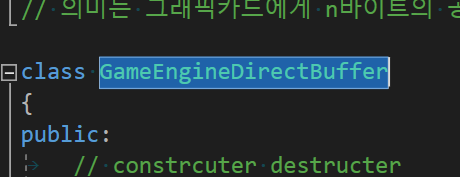 // 의미는 그래픽카드에게 n바이트의 공
class GameEngineDirectBuffer
{
public:
// constrcuter destructer